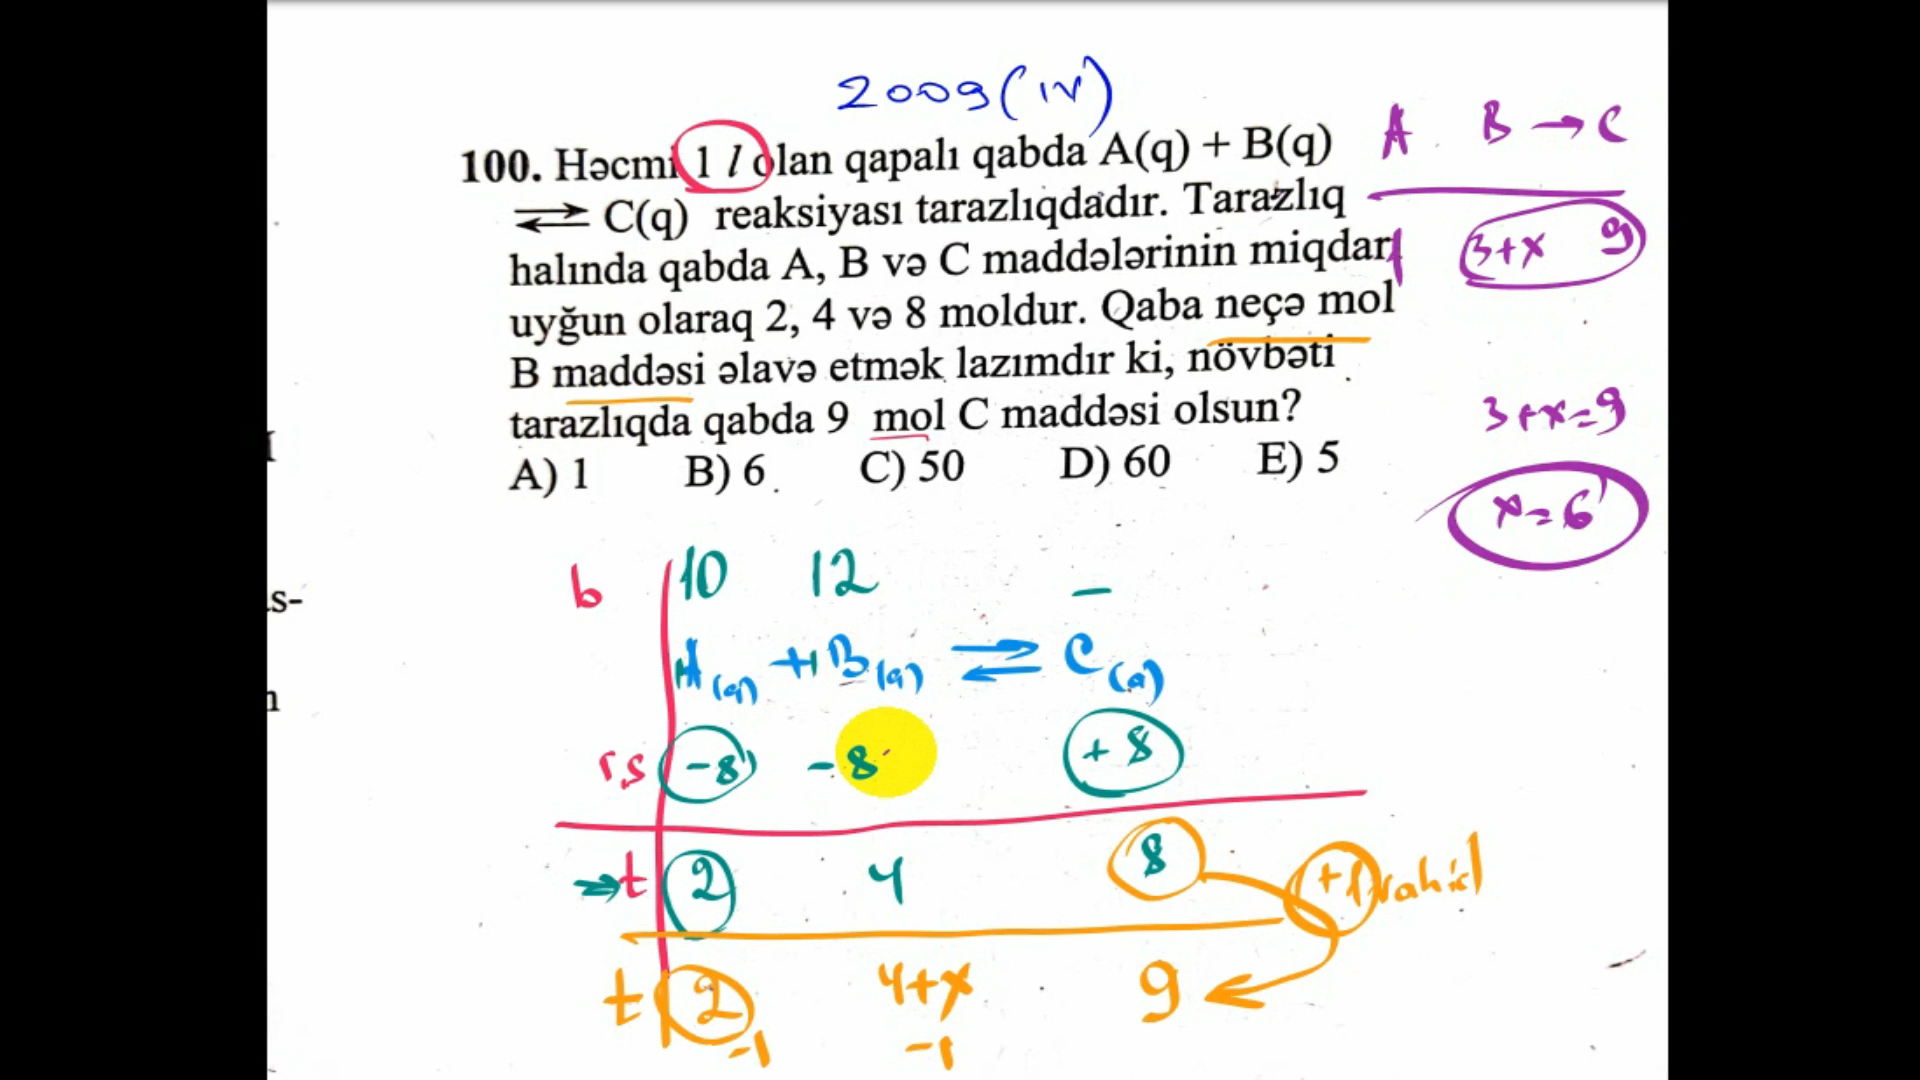 2009(IV)
100. Həcmi 1 l olan qapalı qabda A(q) + B(q)
⇄ C(q) reaksiyası tarazlıqdadır. Tarazlıq
halında qabda A, B və C maddələrinin miqdarı
uyğun olaraq 2, 4 və 8 moldur. Qaba neçə mol
B maddəsi əlavə etmək lazımdır ki, növbəti
tarazlıqda qabda 9 mol C maddəsi olsun?
A) 1 B) 6 C) 50 D) 60 E) 5
A B → C
1 3+x 9
3+x=9
x=6
s-
b 10 12 –
A(q) + B(q) ⇄ C(q)
rs -8 -8 +8
→ t 2 4 8 +1
t 2 4+x 9
-1 -1